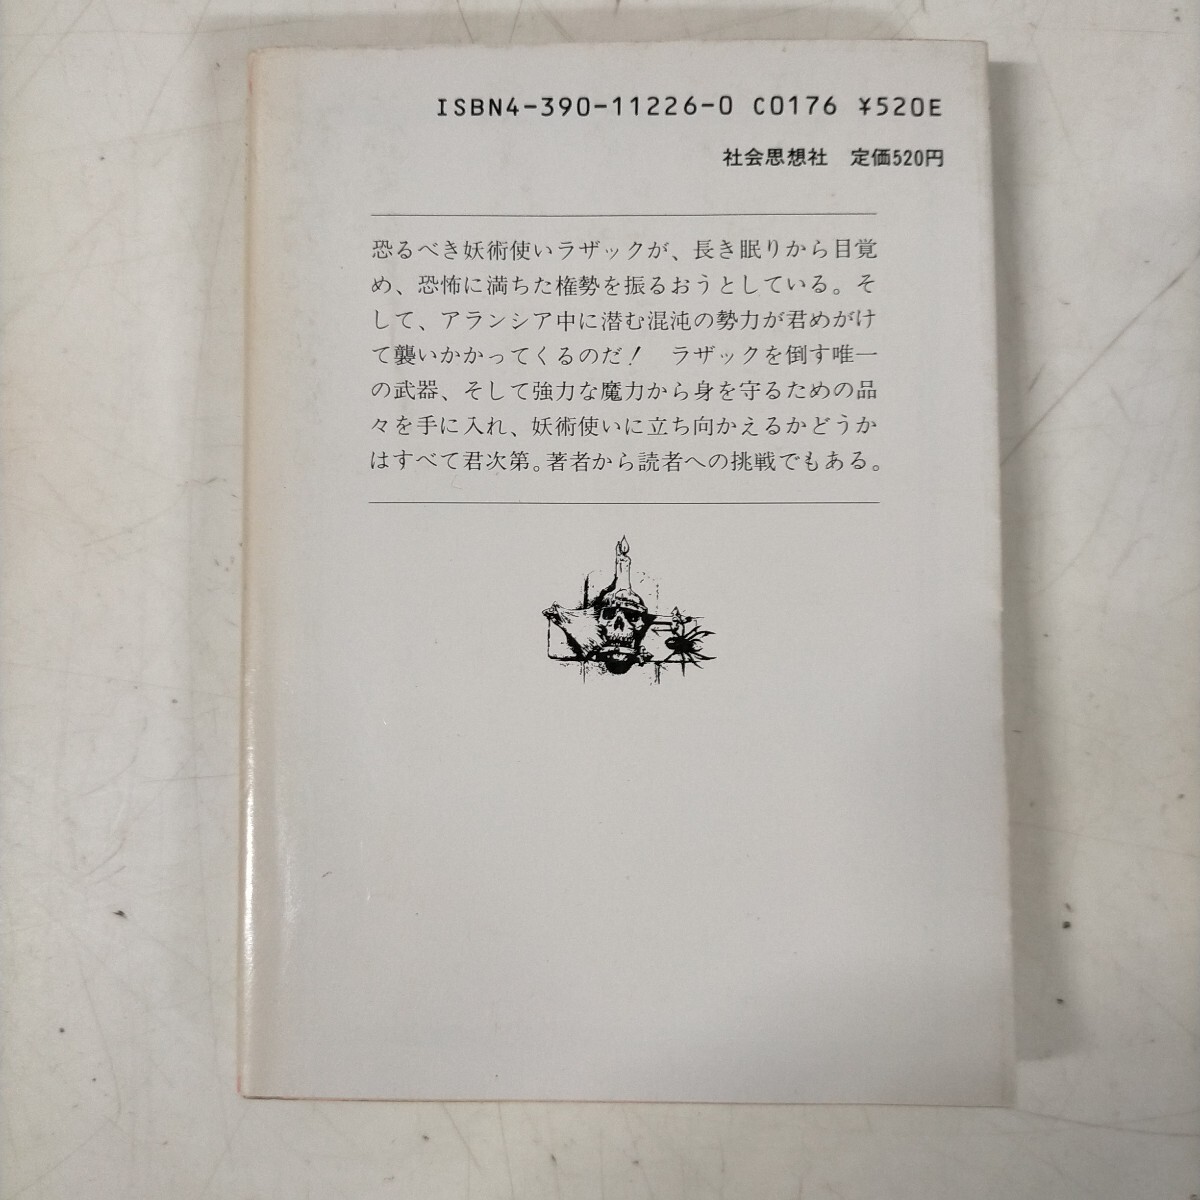 ISBN4-390-11226-0 C0176 ¥520E
社会思想社 定価520円
恐るべき妖術使いラザックが、長き眠りから目覚
め、恐怖に満ちた権勢を振るおうとしている。そ
して、アランシア中に潜む混沌の勢力が君めがけ
て襲いかかってくるのだ! ラザックを倒す唯一
の武器、そして強力な魔力から身を守るための品
々を手に入れ、妖術使いに立ち向かえるかどうか
はすべて君次第。著者から読者への挑戦でもある。